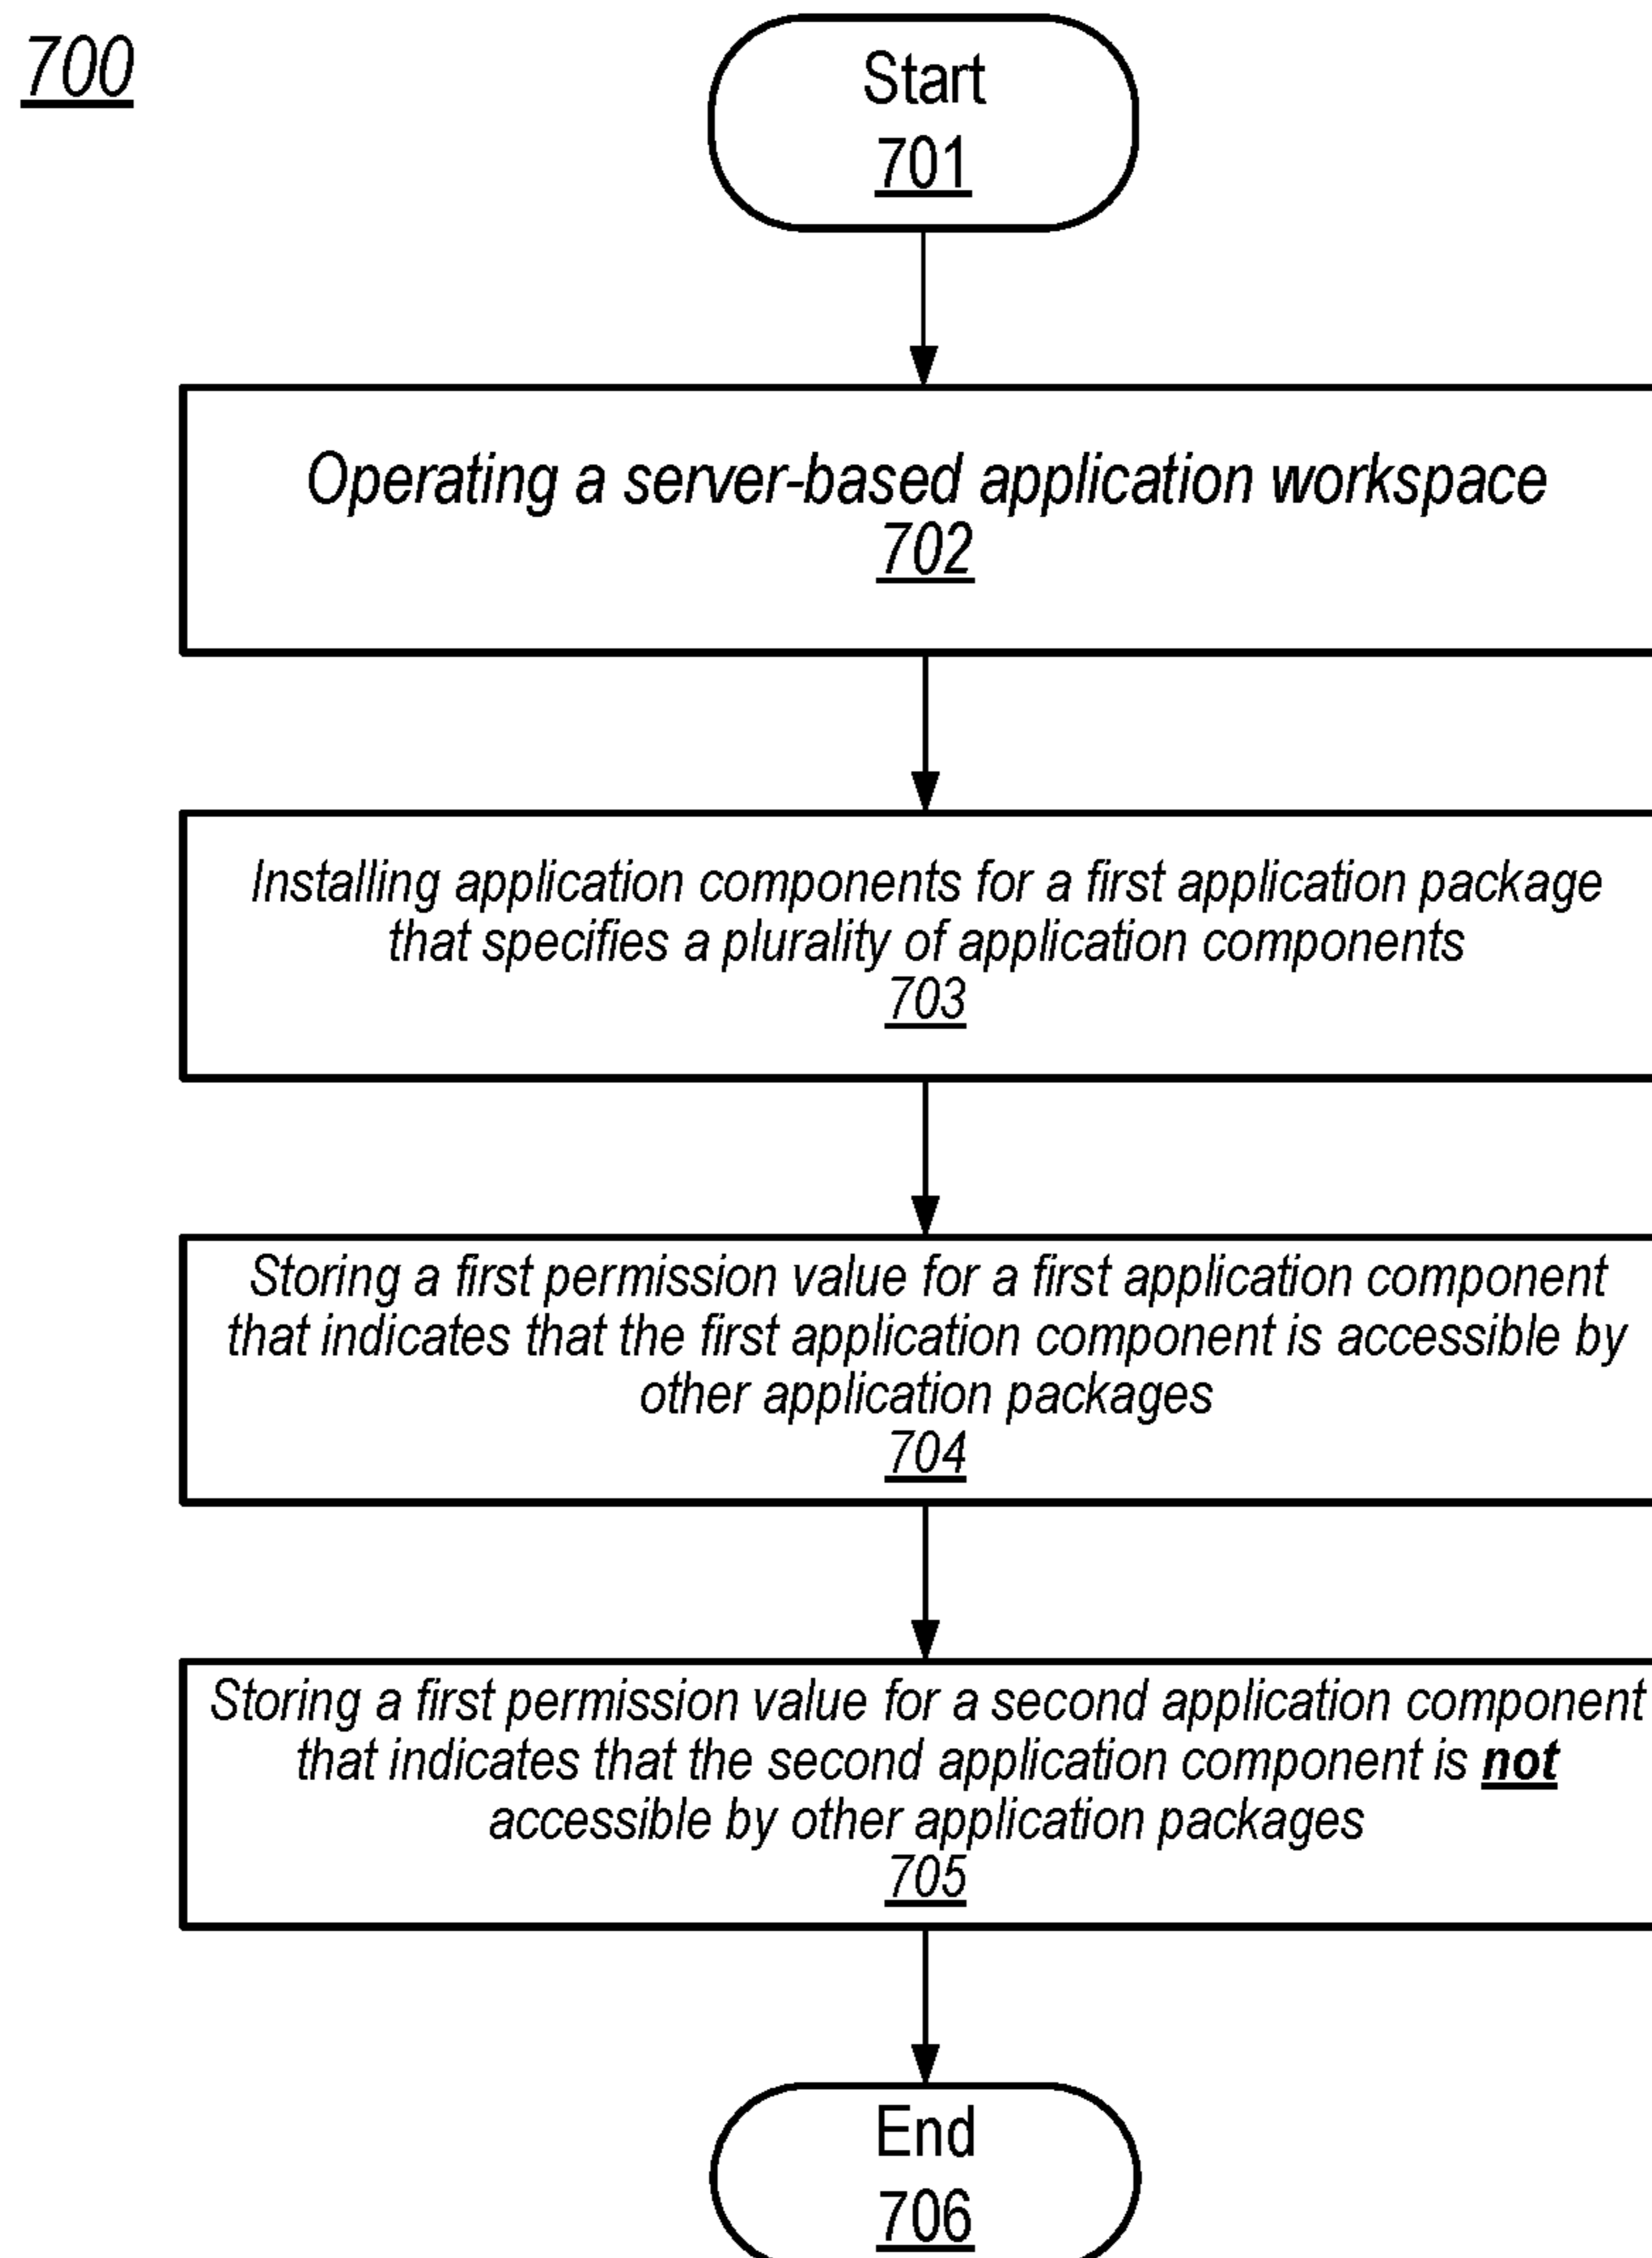 700
Start
701
Operating a server-based application workspace
702
Installing application components for a first application package
that specifies a plurality of application components
703
Storing a first permission value for a first application component
that indicates that the first application component is accessible by
other application packages
704
Storing a first permission value for a second application component
that indicates that the second application component is not
accessible by other application packages
705
End
706